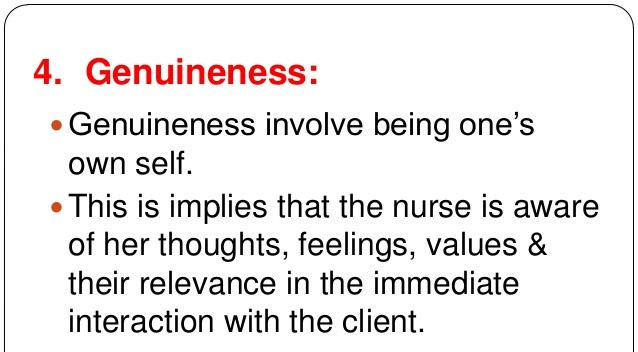 4. Genuineness:
• Genuineness involve being one’s
own self.
• This is implies that the nurse is aware
of her thoughts, feelings, values &
their relevance in the immediate
interaction with the client.